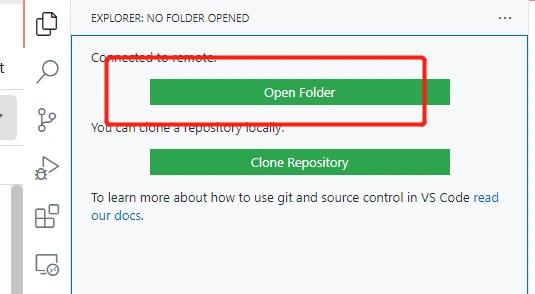 EXPLORER: NO FOLDER OPENED
Connected to remote.
Open Folder
You can clone a repository locally.
Clone Repository
To learn more about how to use git and source control in VS Code read
our docs.
t